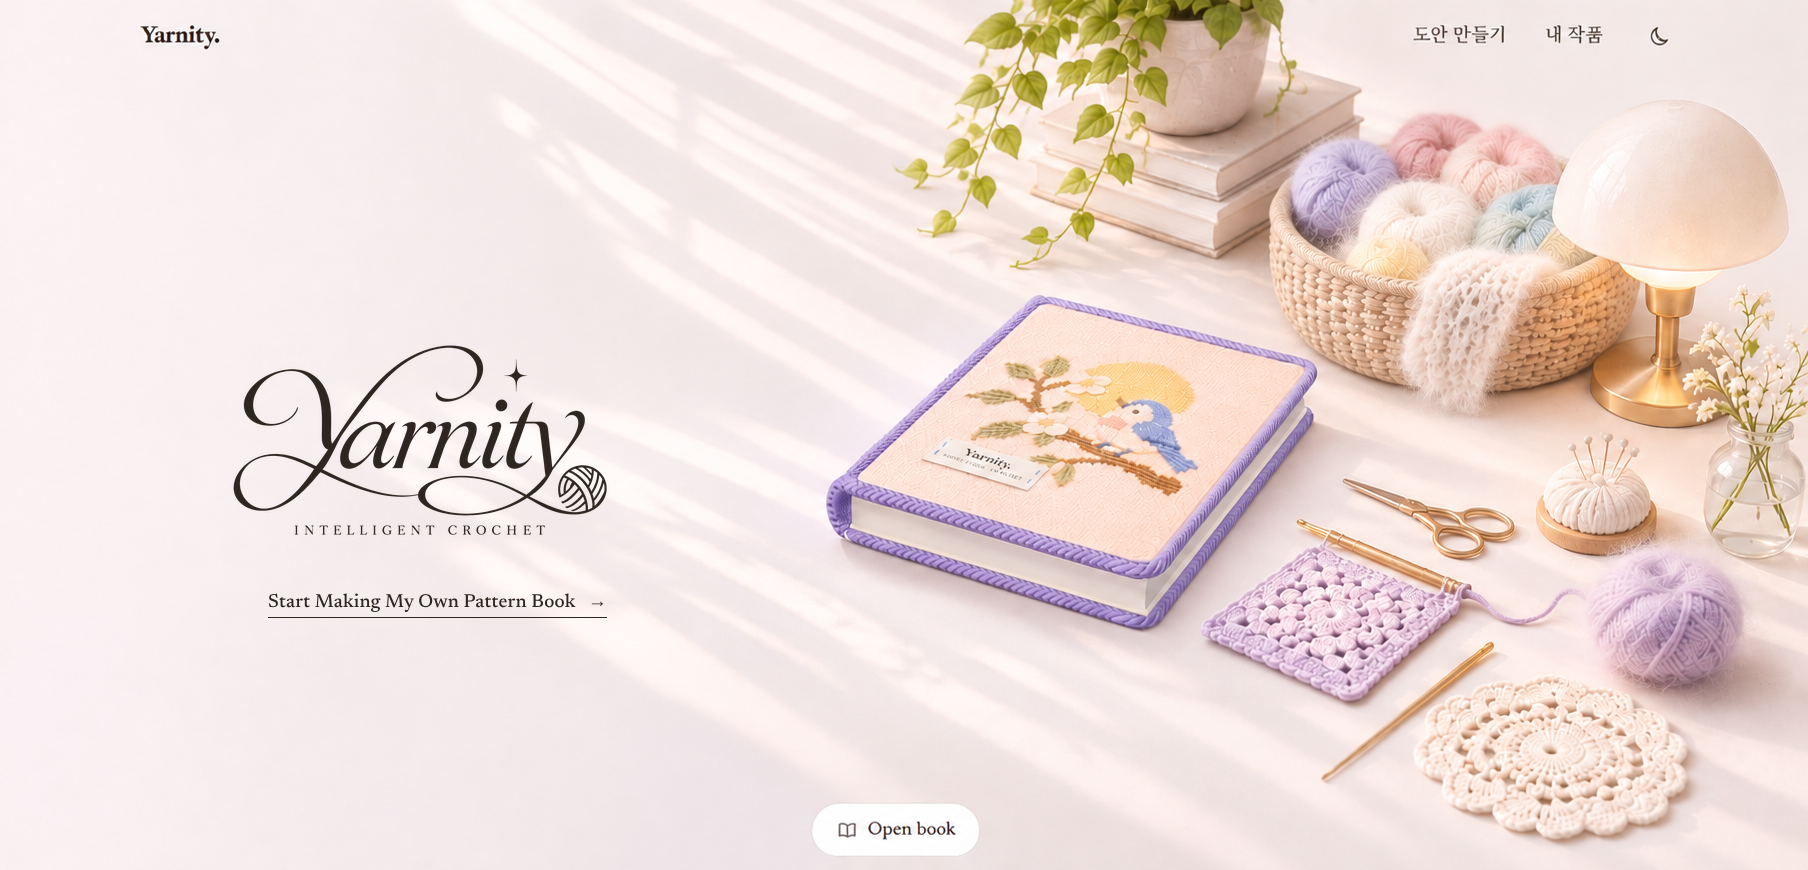 Yarnity.
도안 만들기
내 작품
Yarnity
INTELLIGENT CROCHET
Start Making My Own Pattern Book →
Yarnity.
Open book